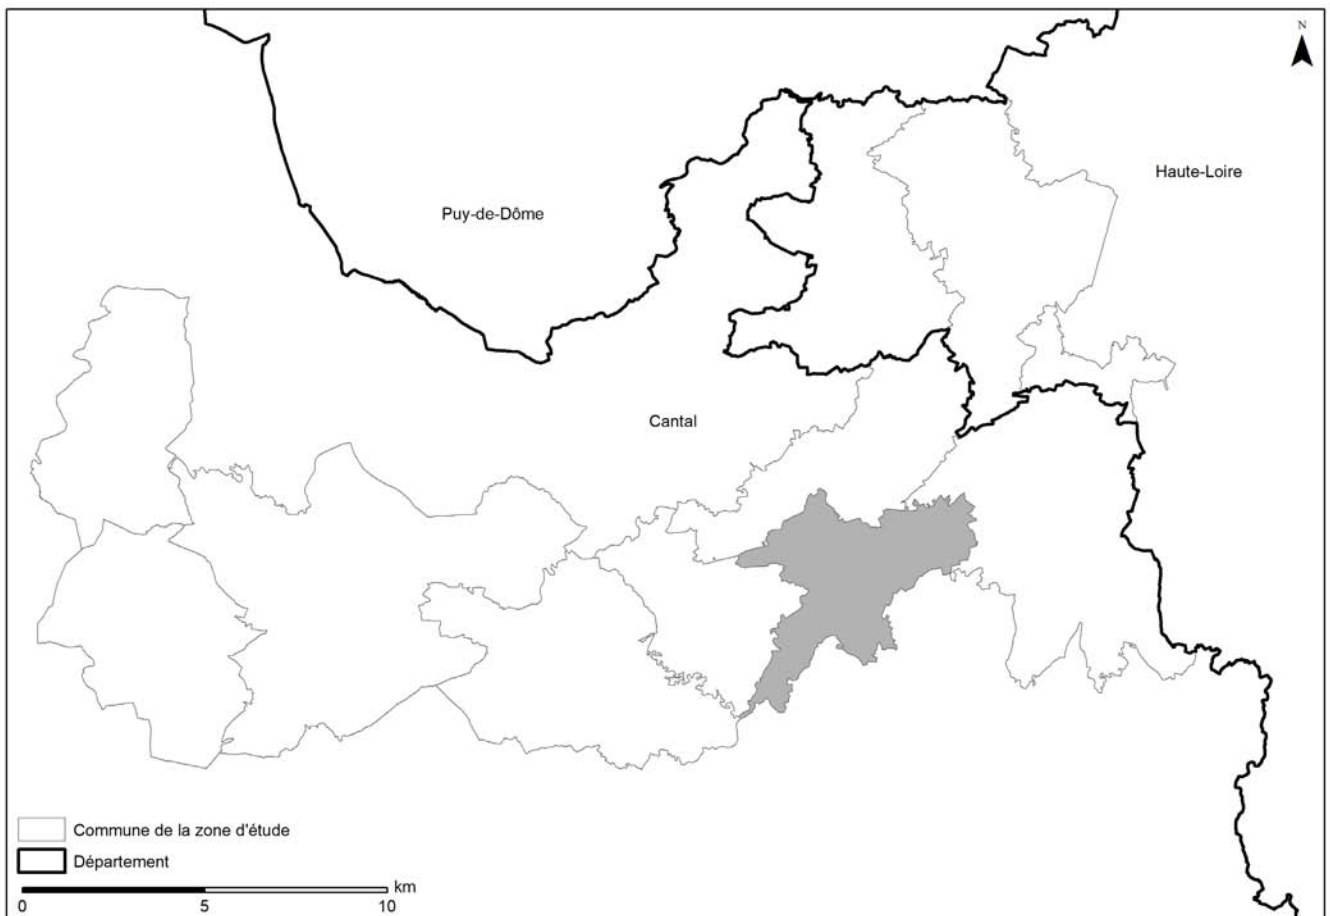 N
Haute-Loire
Puy-de-Dôme
Cantal
Commune de la zone d'étude
Département
km
0 5 10